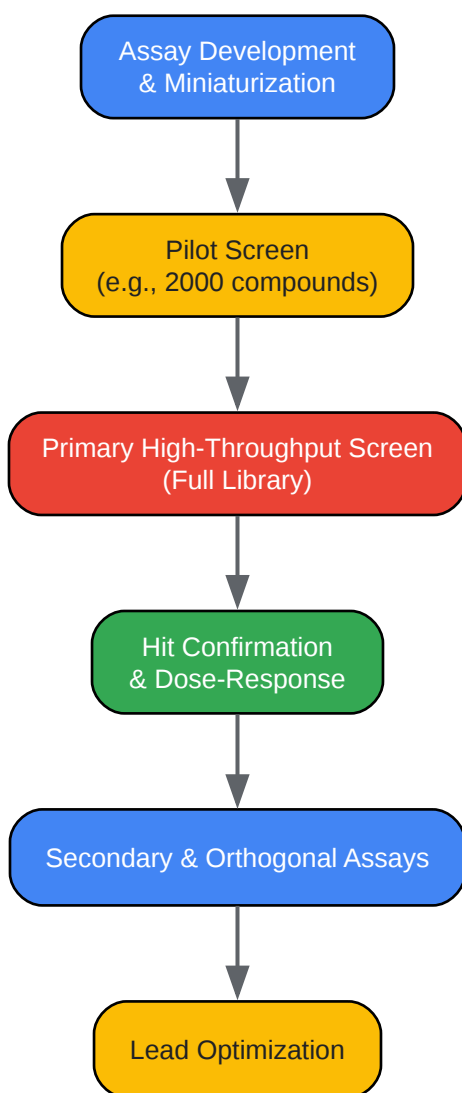 Assay Development
& Miniaturization
Pilot Screen
(e.g., 2000 compounds)
Primary High-Throughput Screen
(Full Library)
Hit Confirmation
& Dose-Response
Secondary & Orthogonal Assays
Lead Optimization